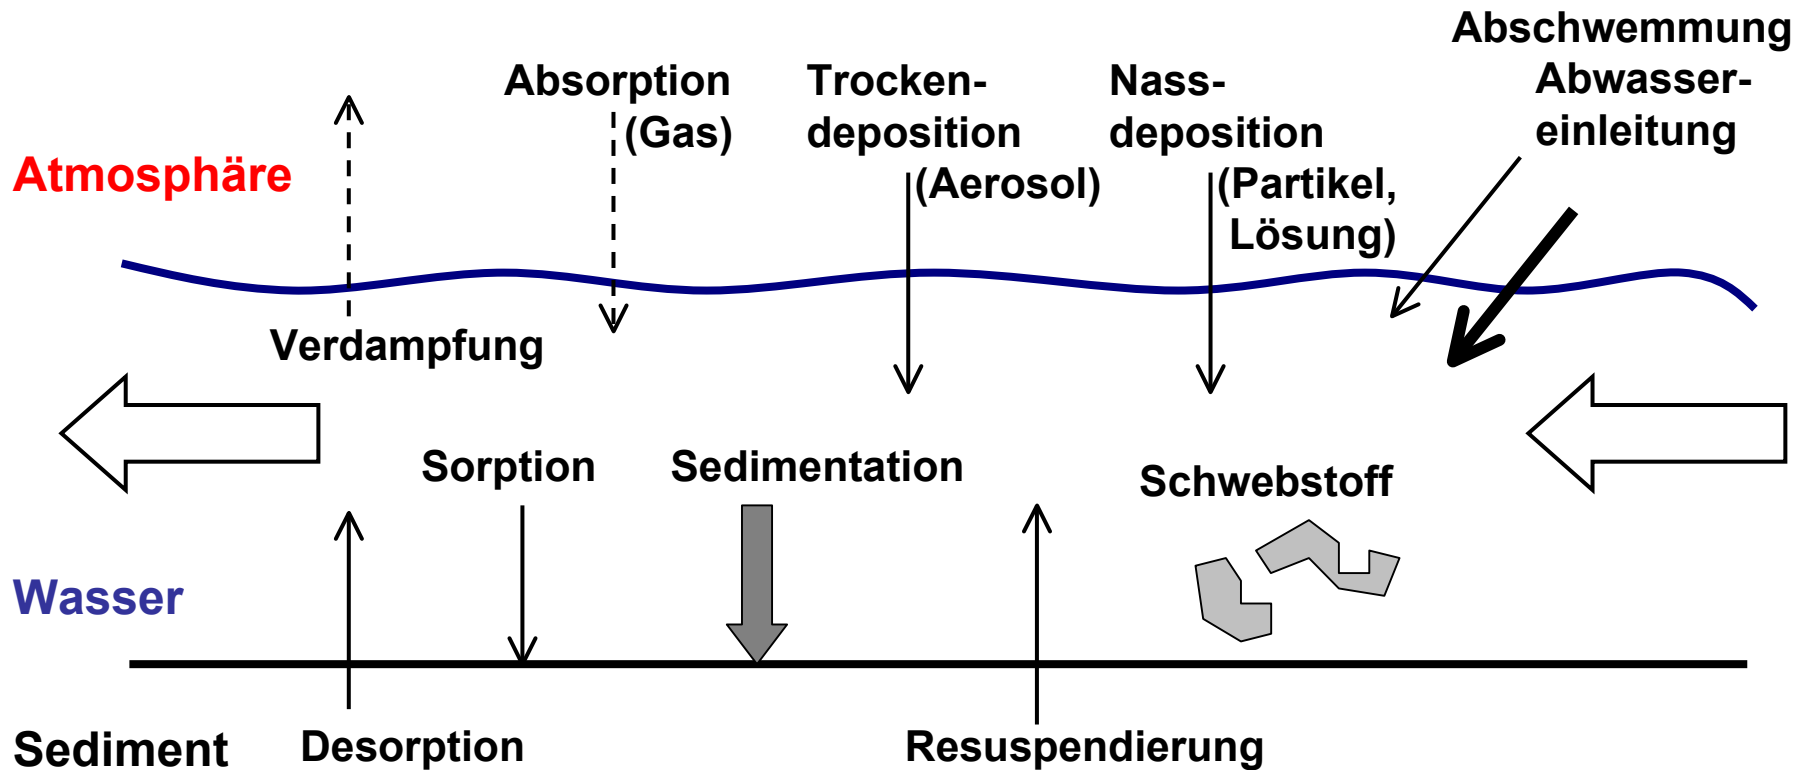 Abschwemmung
Abwasser-
einleitung
Absorption
(Gas)
Trocken-
deposition
(Aerosol)
Nass-
deposition
(Partikel,
Lösung)
Atmosphäre
Verdampfung
Sorption
Sedimentation
Schwebstoff
Wasser
Sediment
Desorption
Resuspendierung